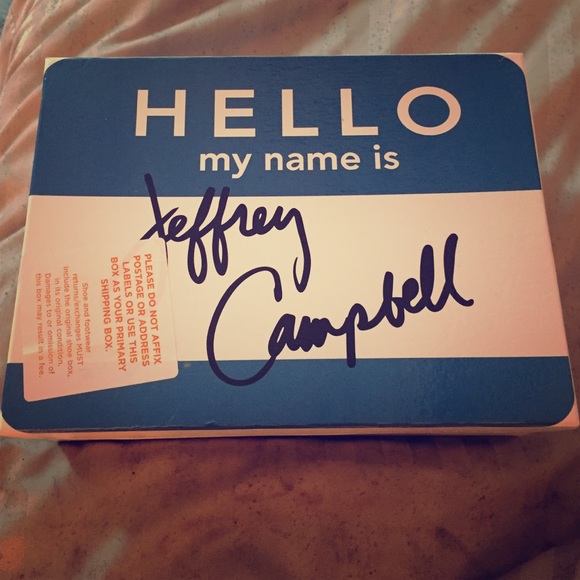 HELLO
my name is
Jeffrey
Campbell
PLEASE DO NOT AFFIX
POSTAGE OR ADDRESS
LABELS OR USE THIS
BOX AS YOUR PRIMARY
SHIPPING BOX.
Shoe and footwear
returns/exchanges MUST
include the original shoe box,
in its original condition.
Damages to or omission of
this box may result in a fee.